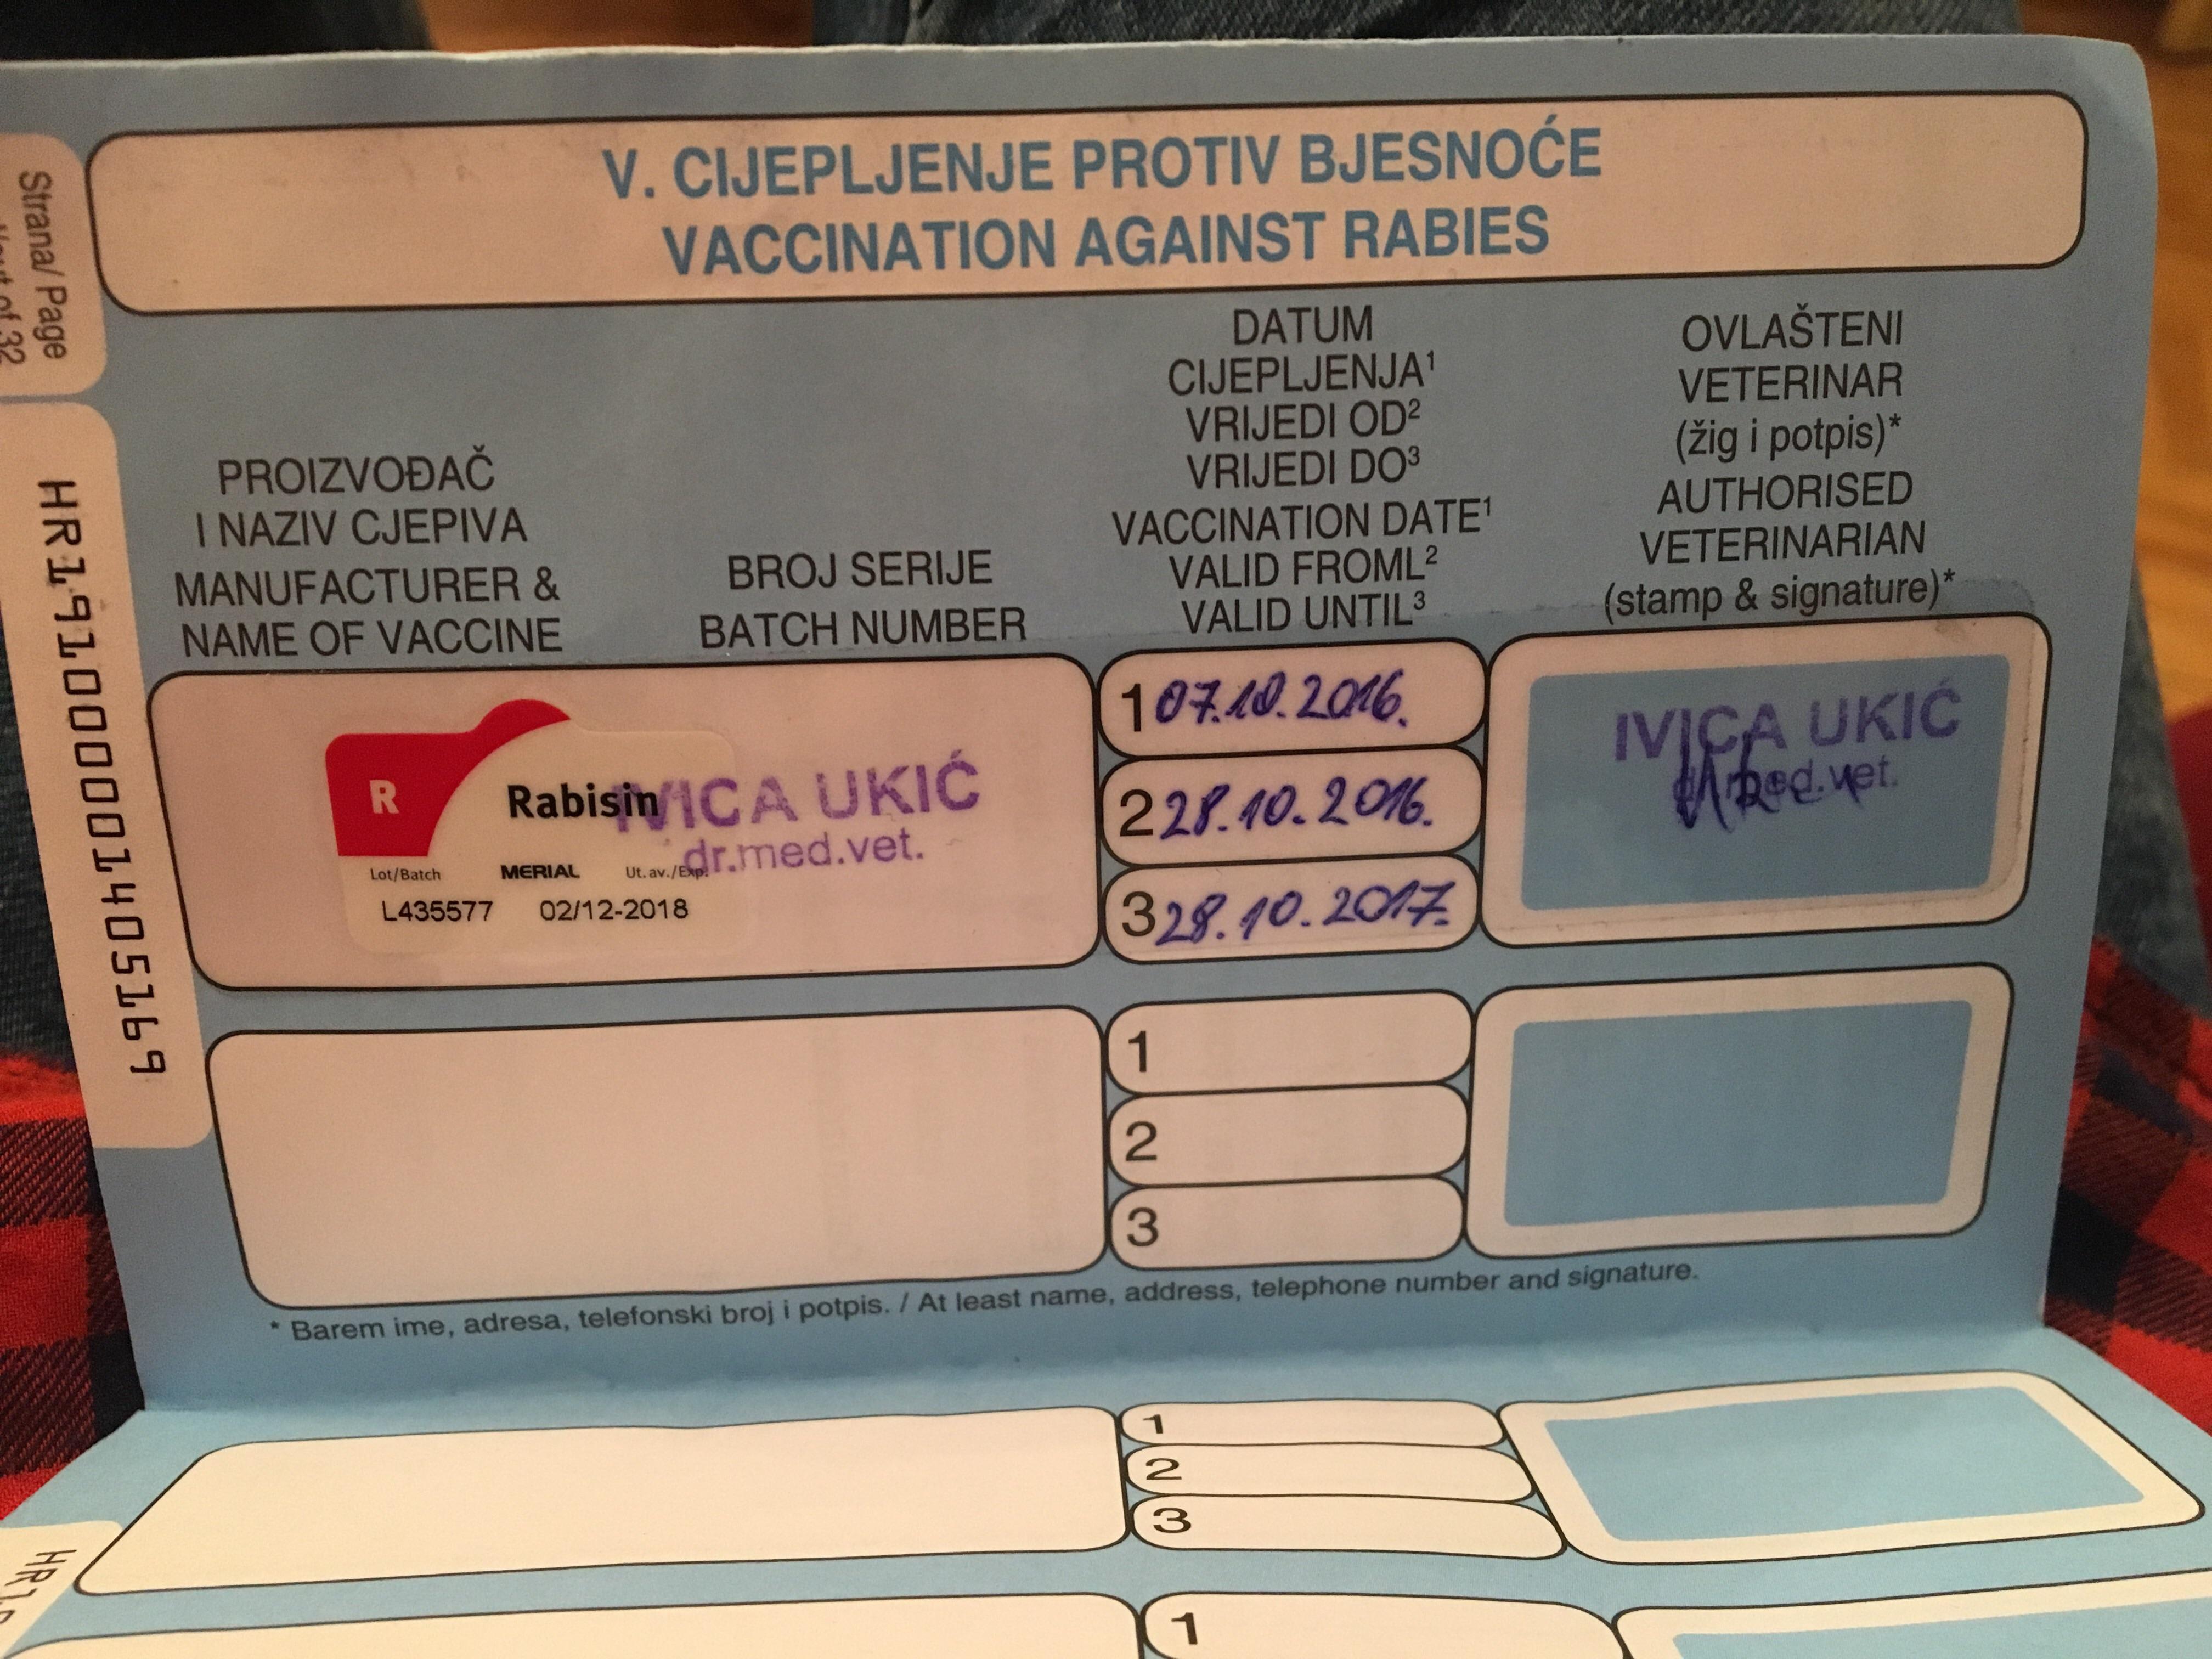 Strana/ Page
of 32
HR191000001405169
V. CIJEPLJENJE PROTIV BJESNOĆE
VACCINATION AGAINST RABIES
PROIZVOĐAČ
I NAZIV CJEPIVA
MANUFACTURER &
NAME OF VACCINE
BROJ SERIJE
BATCH NUMBER
DATUM
CIJEPLJENJA¹
VRIJEDI OD²
VRIJEDI DO³
VACCINATION DATE¹
VALID FROML²
VALID UNTIL³
OVLAŠTENI
VETERINAR
(žig i potpis)*
AUTHORISED
VETERINARIAN
(stamp & signature)*
R
Rabisin
Lot/Batch MERIAL Ut. av./Exp.
L435577 02/12-2018
IVICA UKIĆ
dr.med.vet.
1 07.10.2016.
2 28.10.2016.
3 28.10.2017.
IVICA UKIĆ
dr.med.vet.
1
2
3
* Barem ime, adresa, telefonski broj i potpis. / At least name, address, telephone number and signature.
1
2
3
1